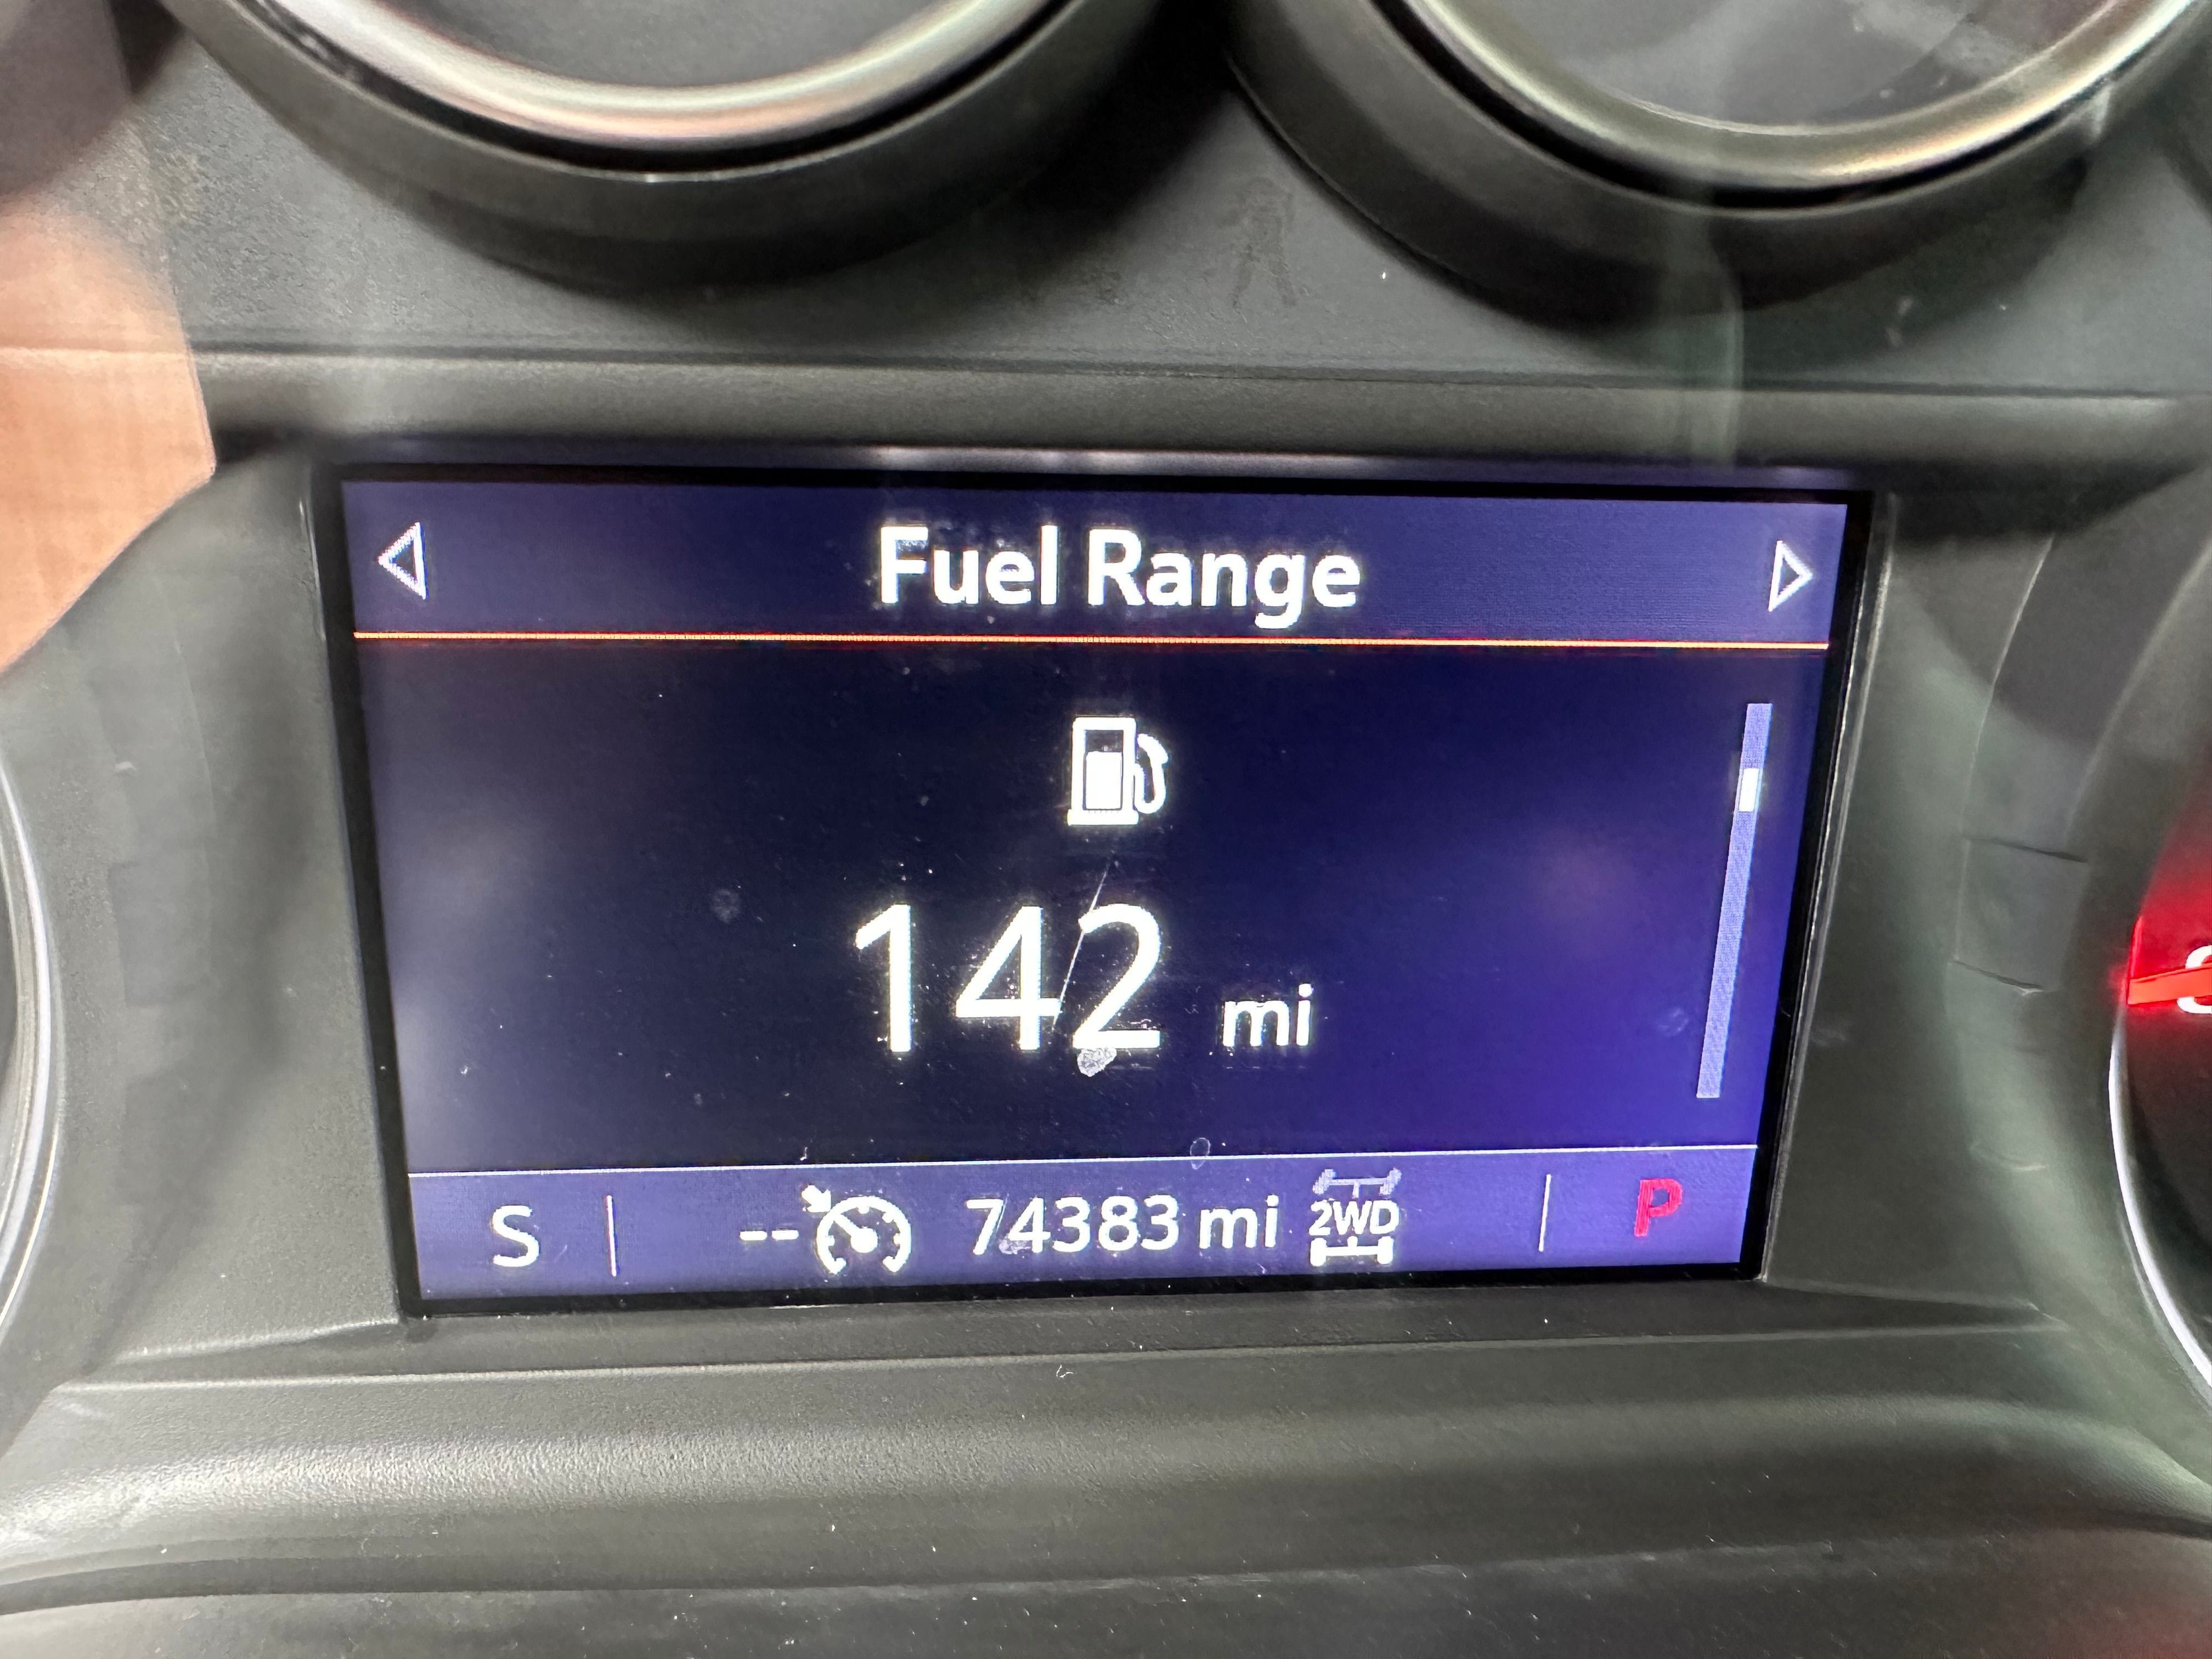 Fuel Range
142 mi
S -- 74383 mi 2WD P